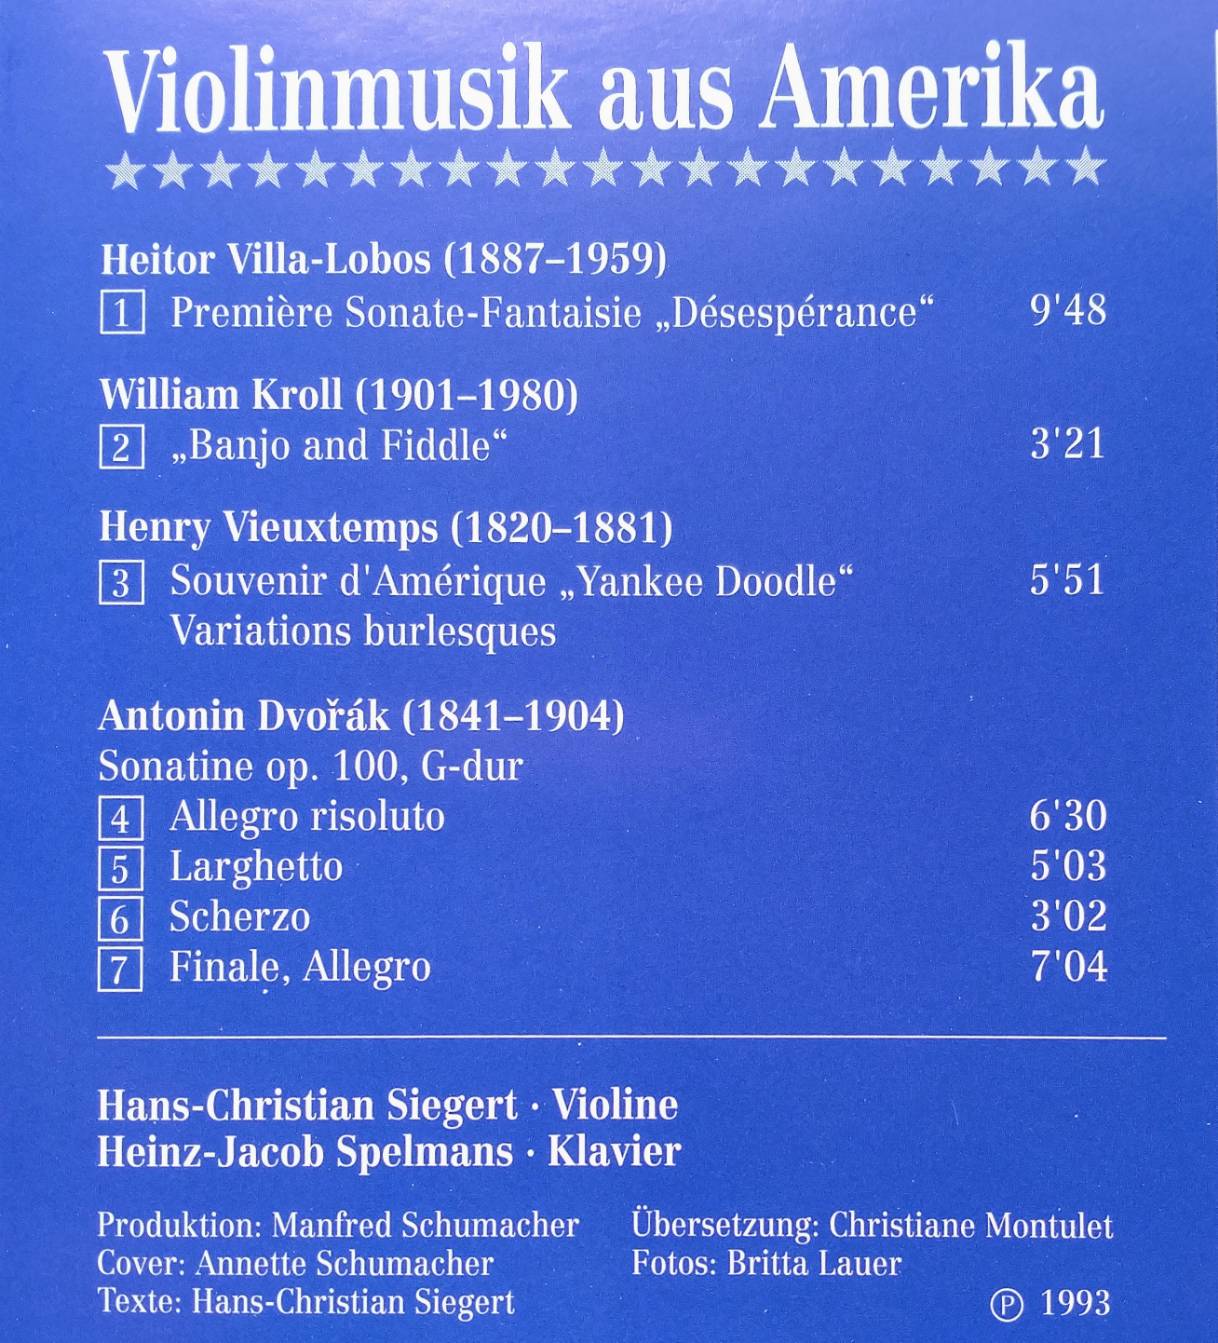 Violinmusik aus Amerika
Heitor Villa-Lobos (1887–1959)
1 Première Sonate-Fantaisie „Désespérance“ 9'48
William Kroll (1901–1980)
2 „Banjo and Fiddle“ 3'21
Henry Vieuxtemps (1820–1881)
3 Souvenir d'Amérique „Yankee Doodle“ 5'51
Variations burlesques
Antonin Dvořák (1841–1904)
Sonatine op. 100, G-dur
4 Allegro risoluto 6'30
5 Larghetto 5'03
6 Scherzo 3'02
7 Finale, Allegro 7'04
Hans-Christian Siegert · Violine
Heinz-Jacob Spelmans · Klavier
Produktion: Manfred Schumacher Übersetzung: Christiane Montulet
Cover: Annette Schumacher Fotos: Britta Lauer
Texte: Hans-Christian Siegert ℗ 1993